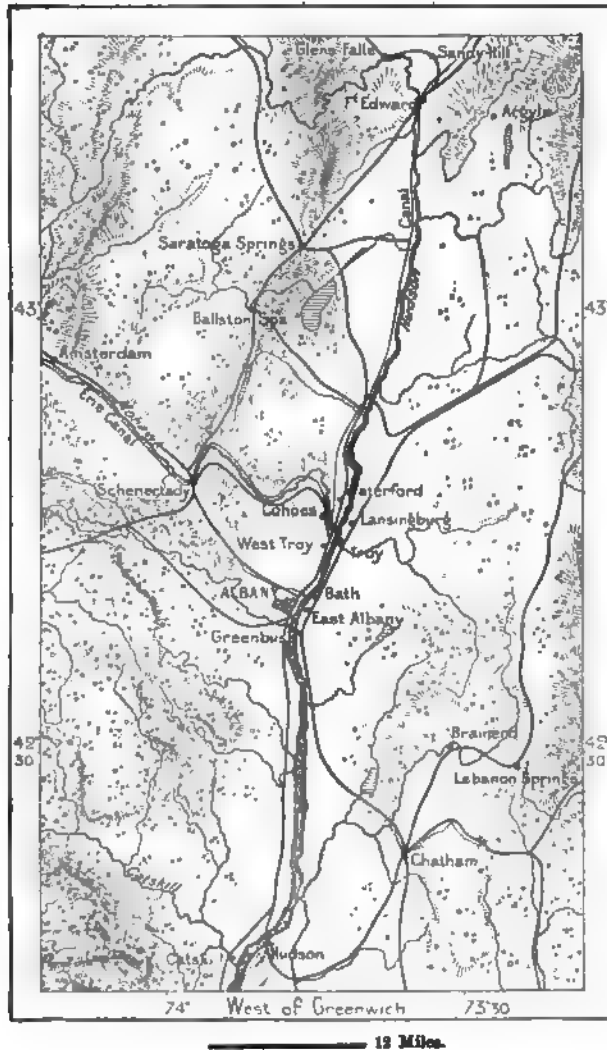 Glens Falls
Sandy Hill
Ft Edward
Argyle
Canal
Saratoga Springs
Hudson
43°
43°
Ballston Spa
Amsterdam
Erie Canal
Mohawk
Schenectady
Waterford
Cohoes
Lansingburg
West Troy
Troy
ALBANY
Bath
East Albany
Greenbush
42° 30
42° 30
Brainerd
Lebanon Springs
Chatham
Catskill
Hudson
74°
West of Greenwich
73°30
12 Miles.